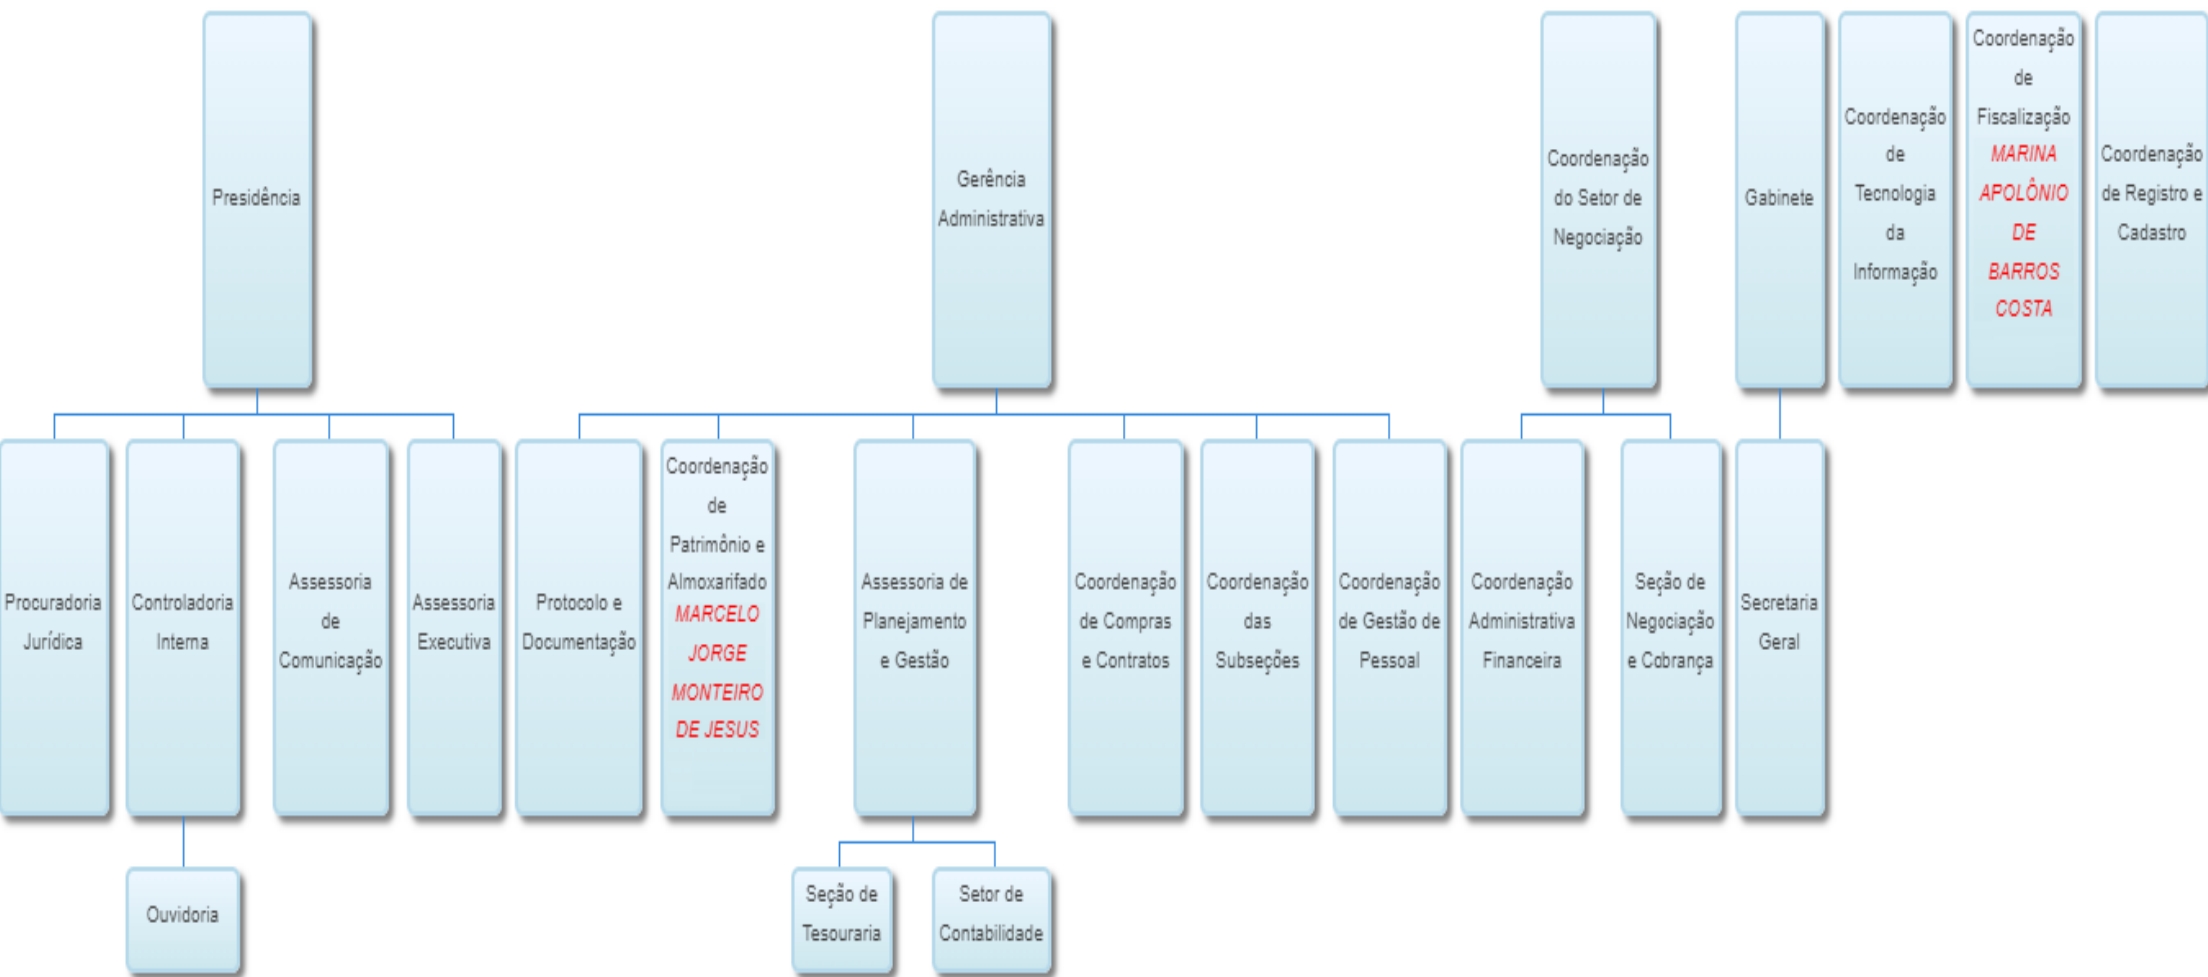 Presidência
Gerência
Administrativa
Coordenação
do Setor de
Negociação
Gabinete
Coordenação
de
Tecnologia
da
Informação
Coordenação
de
Fiscalização
MARINA
APOLÔNIO
DE
BARROS
COSTA
Coordenação
de Registro e
Cadastro
Procuradoria
Jurídica
Controladoria
Interna
Assessoria
de
Comunicação
Assessoria
Executiva
Protocolo e
Documentação
Coordenação
de
Patrimônio e
Almoxarifado
MARCELO
JORGE
MONTEIRO
DE JESUS
Assessoria de
Planejamento
e Gestão
Coordenação
de Compras
e Contratos
Coordenação
das
Subseções
Coordenação
de Gestão de
Pessoal
Coordenação
Administrativa
Financeira
Seção de
Negociação
e Cobrança
Secretaria
Geral
Ouvidoria
Seção de
Tesouraria
Setor de
Contabilidade